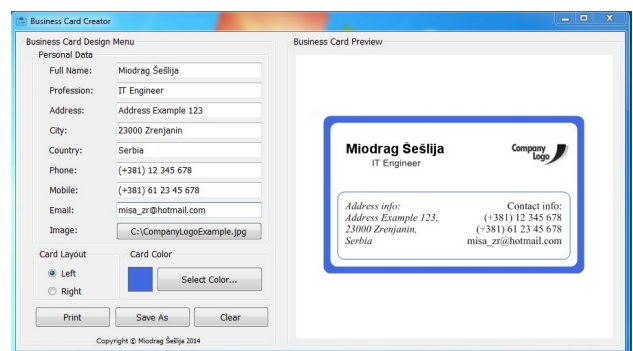 Business Card Creator
Business Card Design Menu
Personal Data
Full Name: Miodrag Šešlija
Profession: IT Engineer
Address: Address Example 123
City: 23000 Zrenjanin
Country: Serbia
Phone: (+381) 12 345 678
Mobile: (+381) 61 23 45 678
Email: misa_zr@hotmail.com
Image: C:\CompanyLogoExample.jpg
Card Layout
Left
Right
Card Color
Select Color...
Print Save As Clear
Copyright © Miodrag Šešlija 2014
Business Card Preview
Miodrag Šešlija
IT Engineer
Company
Logo
Address info:
Address Example 123,
23000 Zrenjanin,
Serbia
Contact info:
(+381) 12 345 678
(+381) 61 23 45 678
misa_zr@hotmail.com